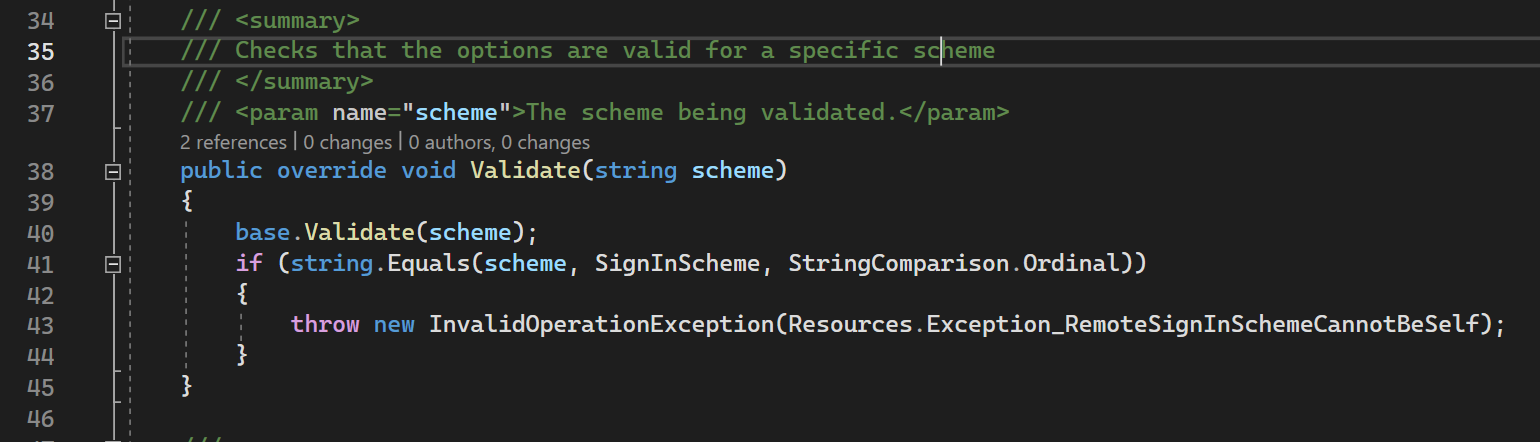 34 /// <summary>
35 /// Checks that the options are valid for a specific scheme
36 /// </summary>
37 /// <param name="scheme">The scheme being validated.</param>
2 references | 0 changes | 0 authors, 0 changes
38 public override void Validate(string scheme)
39 {
40 base.Validate(scheme);
41 if (string.Equals(scheme, SignInScheme, StringComparison.Ordinal))
42 {
43 throw new InvalidOperationException(Resources.Exception_RemoteSignInSchemeCannotBeSelf);
44 }
45 }
46
///